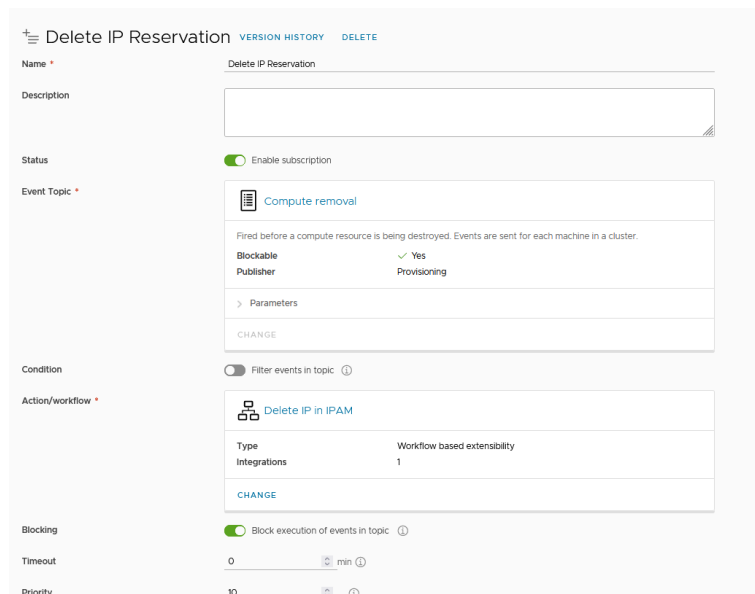 Delete IP Reservation VERSION HISTORY DELETE
Name * Delete IP Reservation
Description
Status Enable subscription
Event Topic * Compute removal
Fired before a compute resource is being destroyed. Events are sent for each machine in a cluster.
Blockable Yes
Publisher Provisioning
Parameters
CHANGE
Condition Filter events in topic
Action/workflow * Delete IP in IPAM
Type Workflow based extensibility
Integrations 1
CHANGE
Blocking Block execution of events in topic
Timeout 0 min
Priority 10